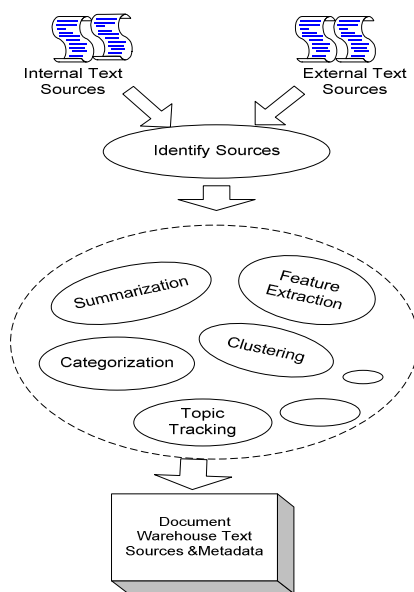 Internal Text
Sources
External Text
Sources
Identify Sources
Summarization
Feature
Extraction
Categorization
Clustering
Topic
Tracking
Document
Warehouse Text
Sources &Metadata